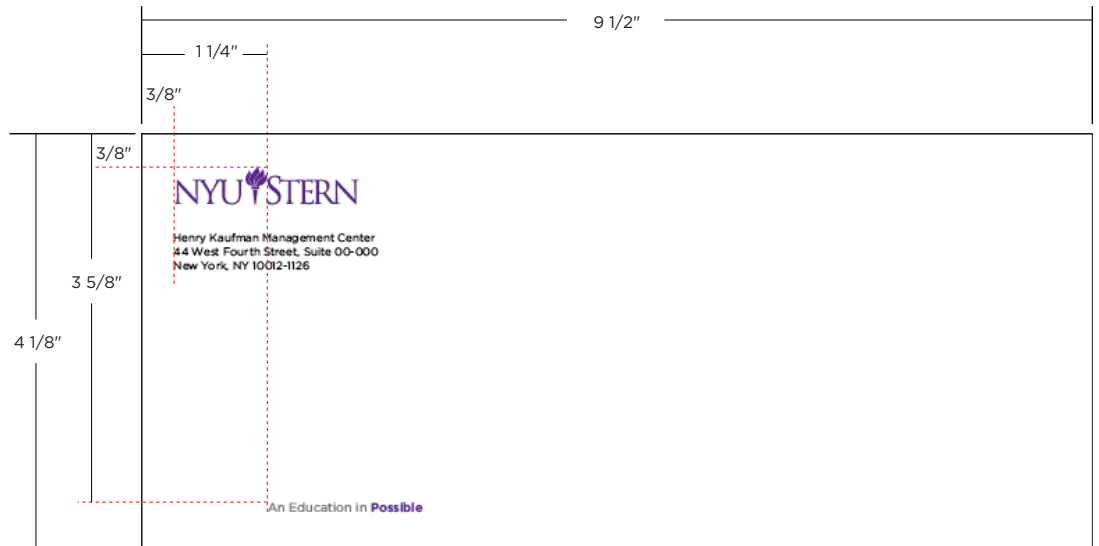 9 1/2"
1 1/4"
3/8"
3/8"
NYU STERN
Henry Kaufman Management Center
44 West Fourth Street, Suite 00-000
New York, NY 10012-1126
3 5/8"
4 1/8"
An Education in Possible